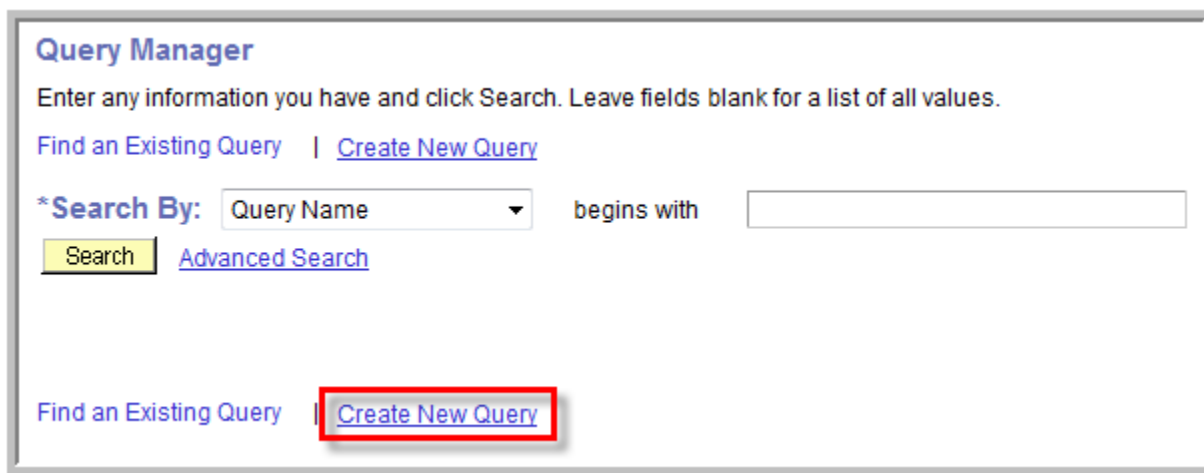 Query Manager
Enter any information you have and click Search. Leave fields blank for a list of all values.
Find an Existing Query | Create New Query
*Search By: Query Name begins with
Search Advanced Search
Find an Existing Query | Create New Query